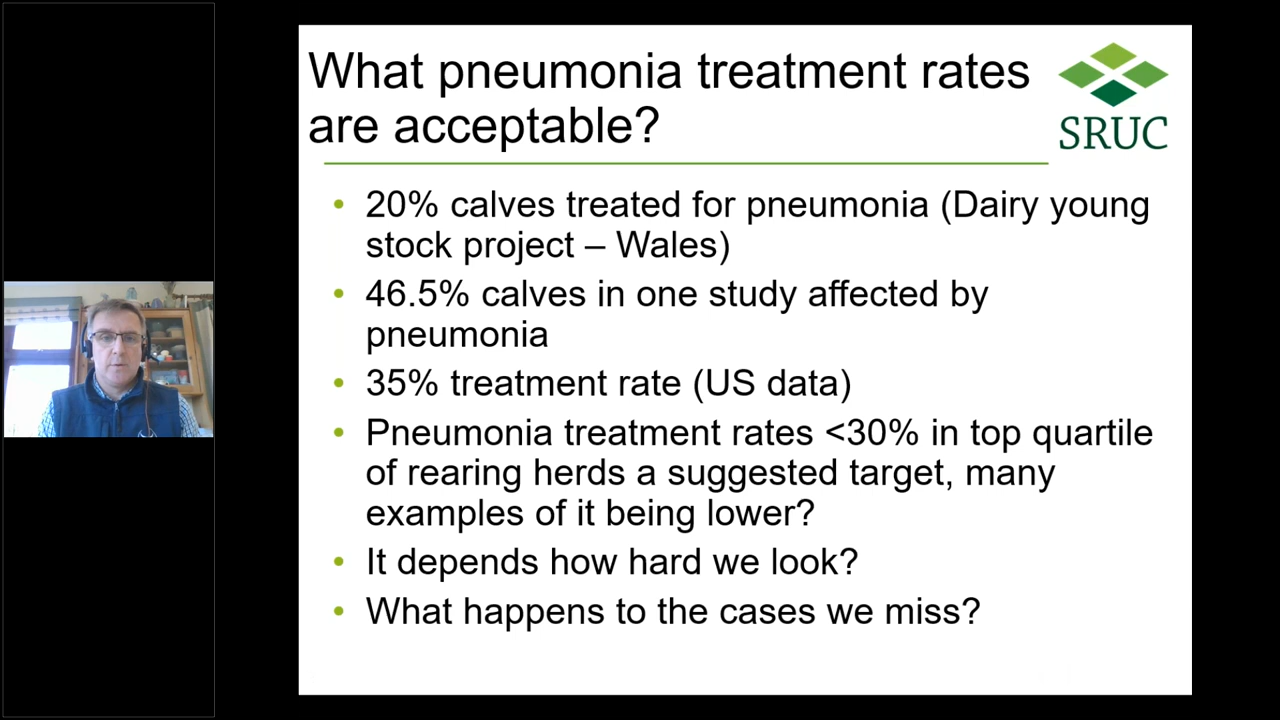 What pneumonia treatment rates
are acceptable?
SRUC
• 20% calves treated for pneumonia (Dairy young
stock project – Wales)
• 46.5% calves in one study affected by
pneumonia
• 35% treatment rate (US data)
• Pneumonia treatment rates <30% in top quartile
of rearing herds a suggested target, many
examples of it being lower?
• It depends how hard we look?
• What happens to the cases we miss?